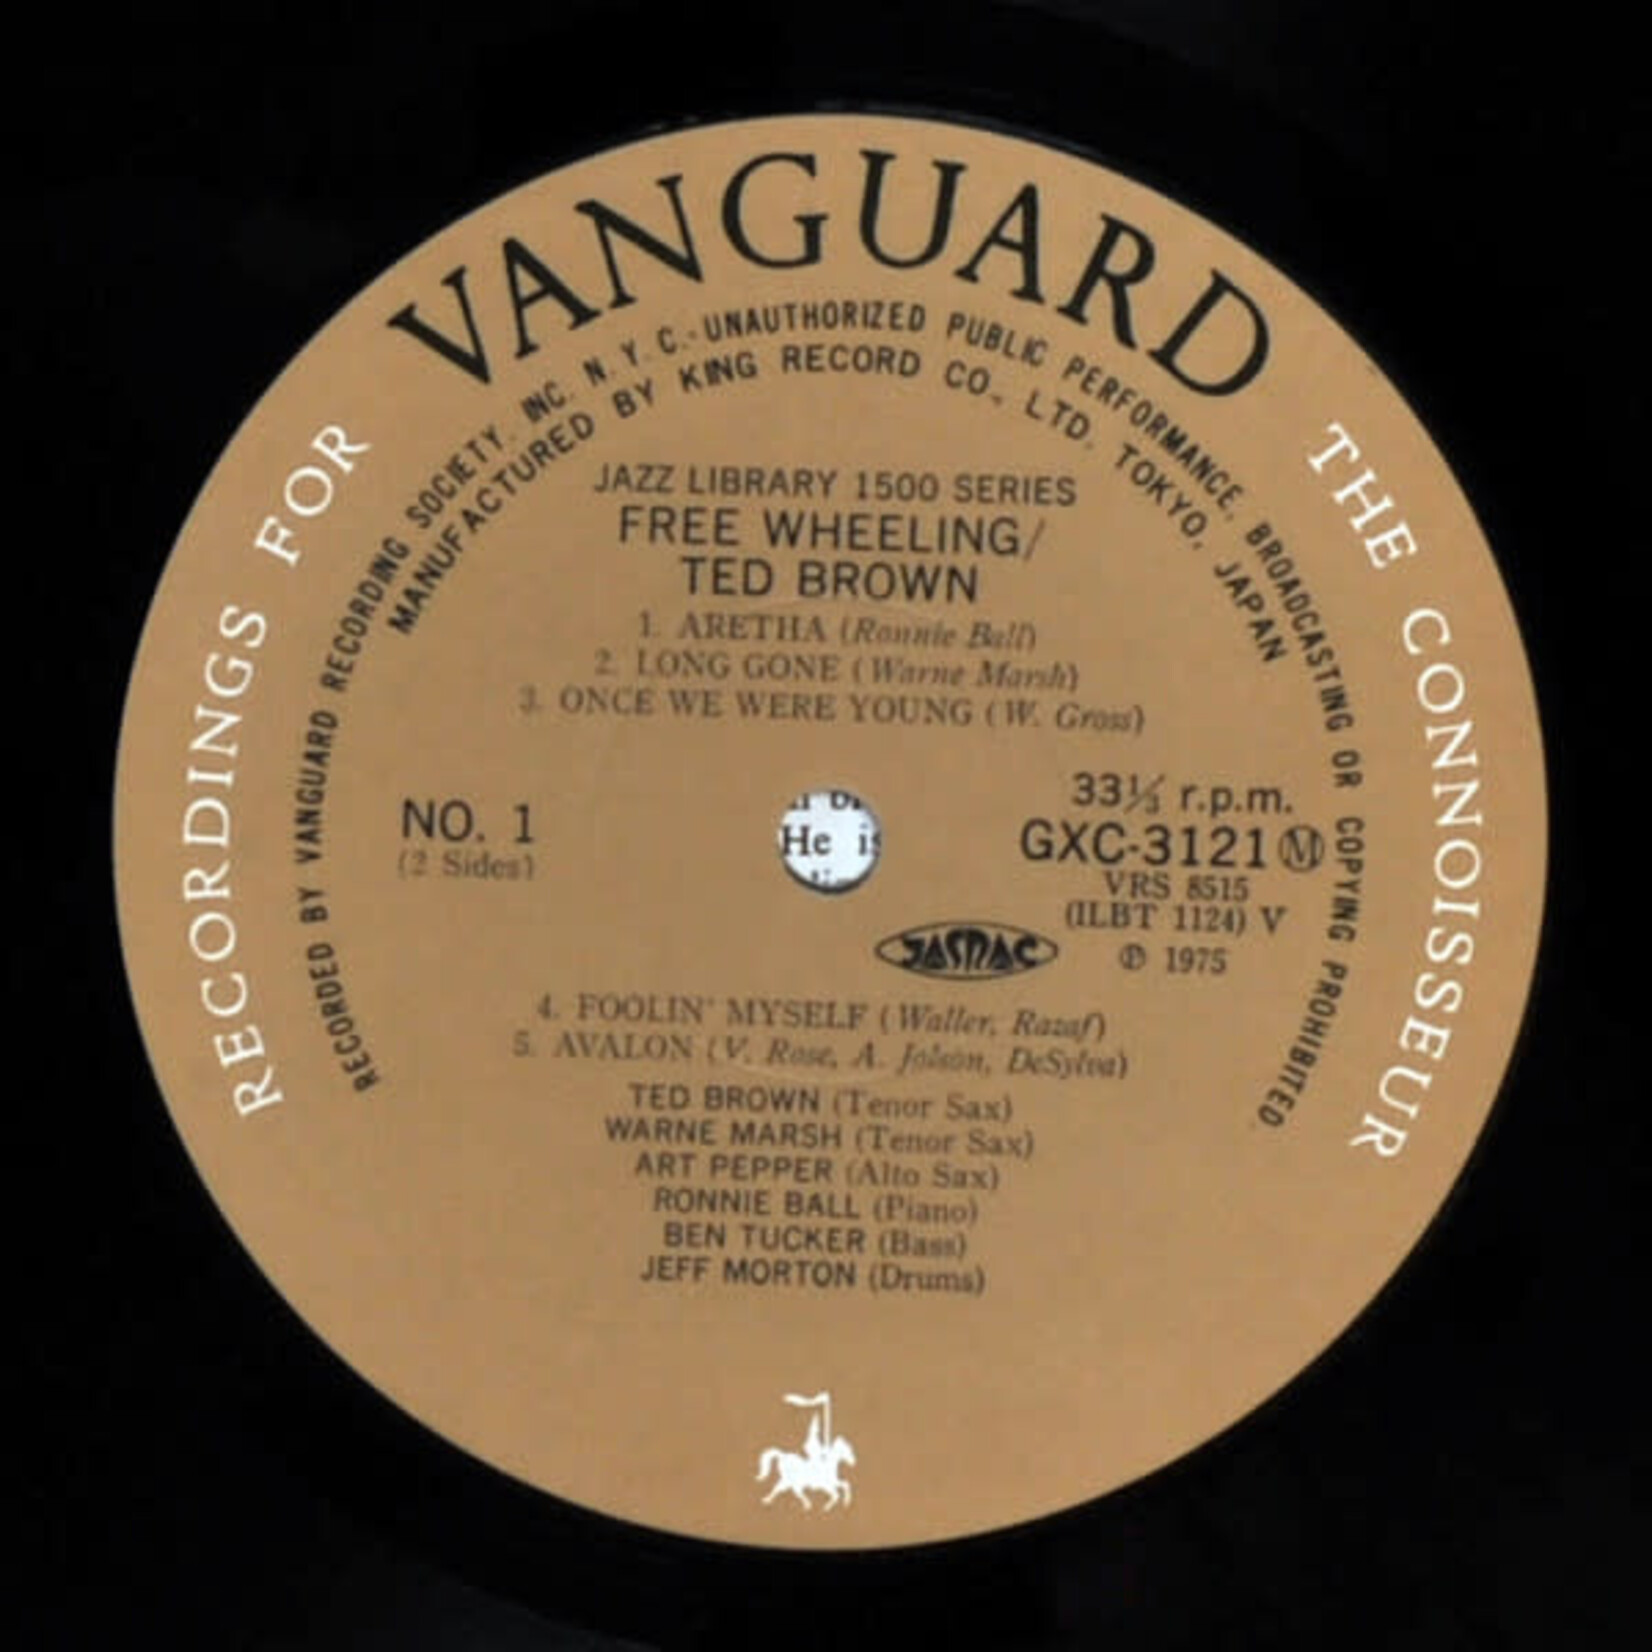 VANGUARD
RECORDINGS FOR
THE CONNOISSEUR
RECORDED BY VANGUARD RECORDING SOCIETY, INC. N.Y.C.-UNAUTHORIZED PUBLIC PERFORMANCE, BROADCASTING OR COPYING PROHIBITED
MANUFACTURED BY KING RECORD CO., LTD. TOKYO, JAPAN
JAZZ LIBRARY 1500 SERIES
FREE WHEELING/
TED BROWN
1. ARETHA (Ronnie Ball)
2. LONG GONE (Warne Marsh)
3. ONCE WE WERE YOUNG (W. Gross)
NO. 1
(2 Sides)
He is
33⅓ r.p.m.
GXC-3121 Ⓜ
VRS 8515
(ILBT 1124) V
JASMAC
℗ 1975
4. FOOLIN' MYSELF (Waller, Razaf)
5. AVALON (V. Rose, A. Jolson, DeSylva)
TED BROWN (Tenor Sax)
WARNE MARSH (Tenor Sax)
ART PEPPER (Alto Sax)
RONNIE BALL (Piano)
BEN TUCKER (Bass)
JEFF MORTON (Drums)